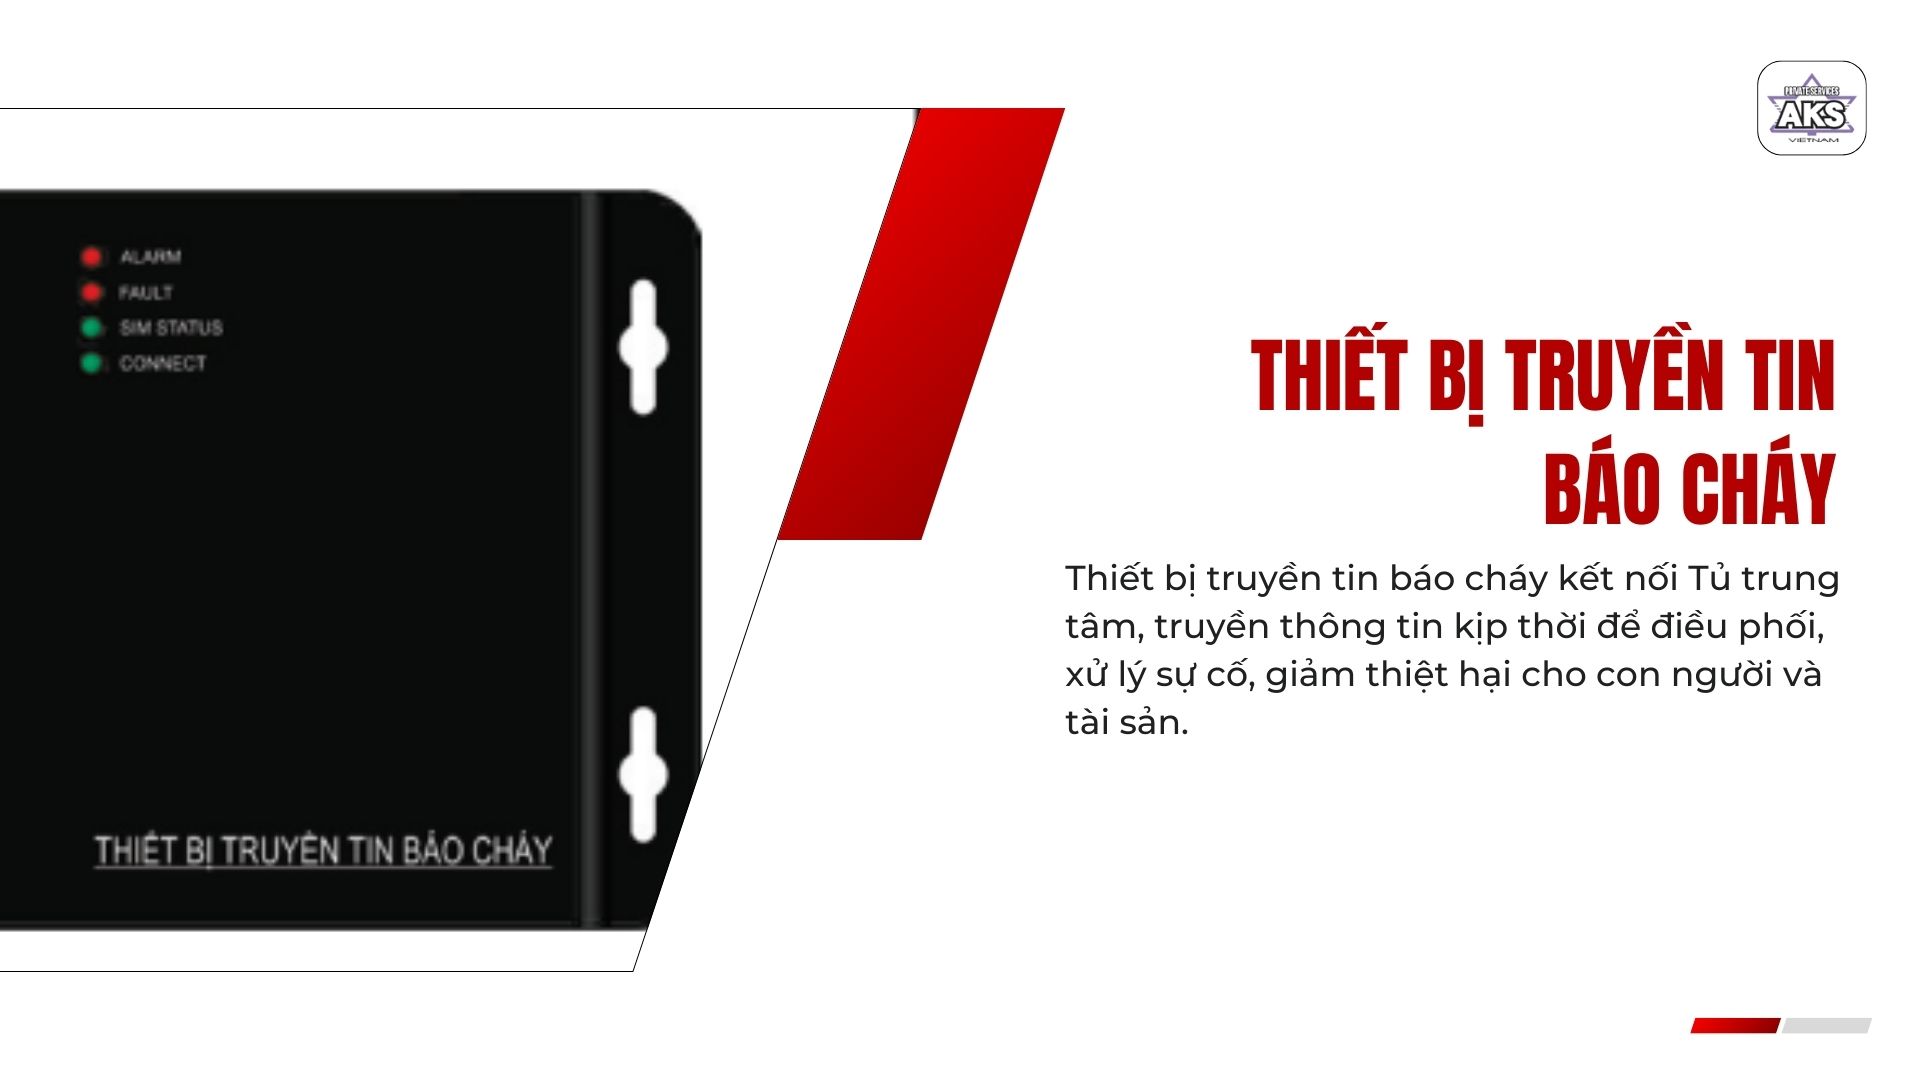 PRIVATE SERVICES
AKS
VIETNAM
ALARM
FAULT
SIM STATUS
CONNECT
THIẾT BỊ TRUYỀN TIN BÁO CHÁY
THIẾT BỊ TRUYỀN TIN
BÁO CHÁY
Thiết bị truyền tin báo cháy kết nối Tủ trung
tâm, truyền thông tin kịp thời để điều phối,
xử lý sự cố, giảm thiệt hại cho con người và
tài sản.